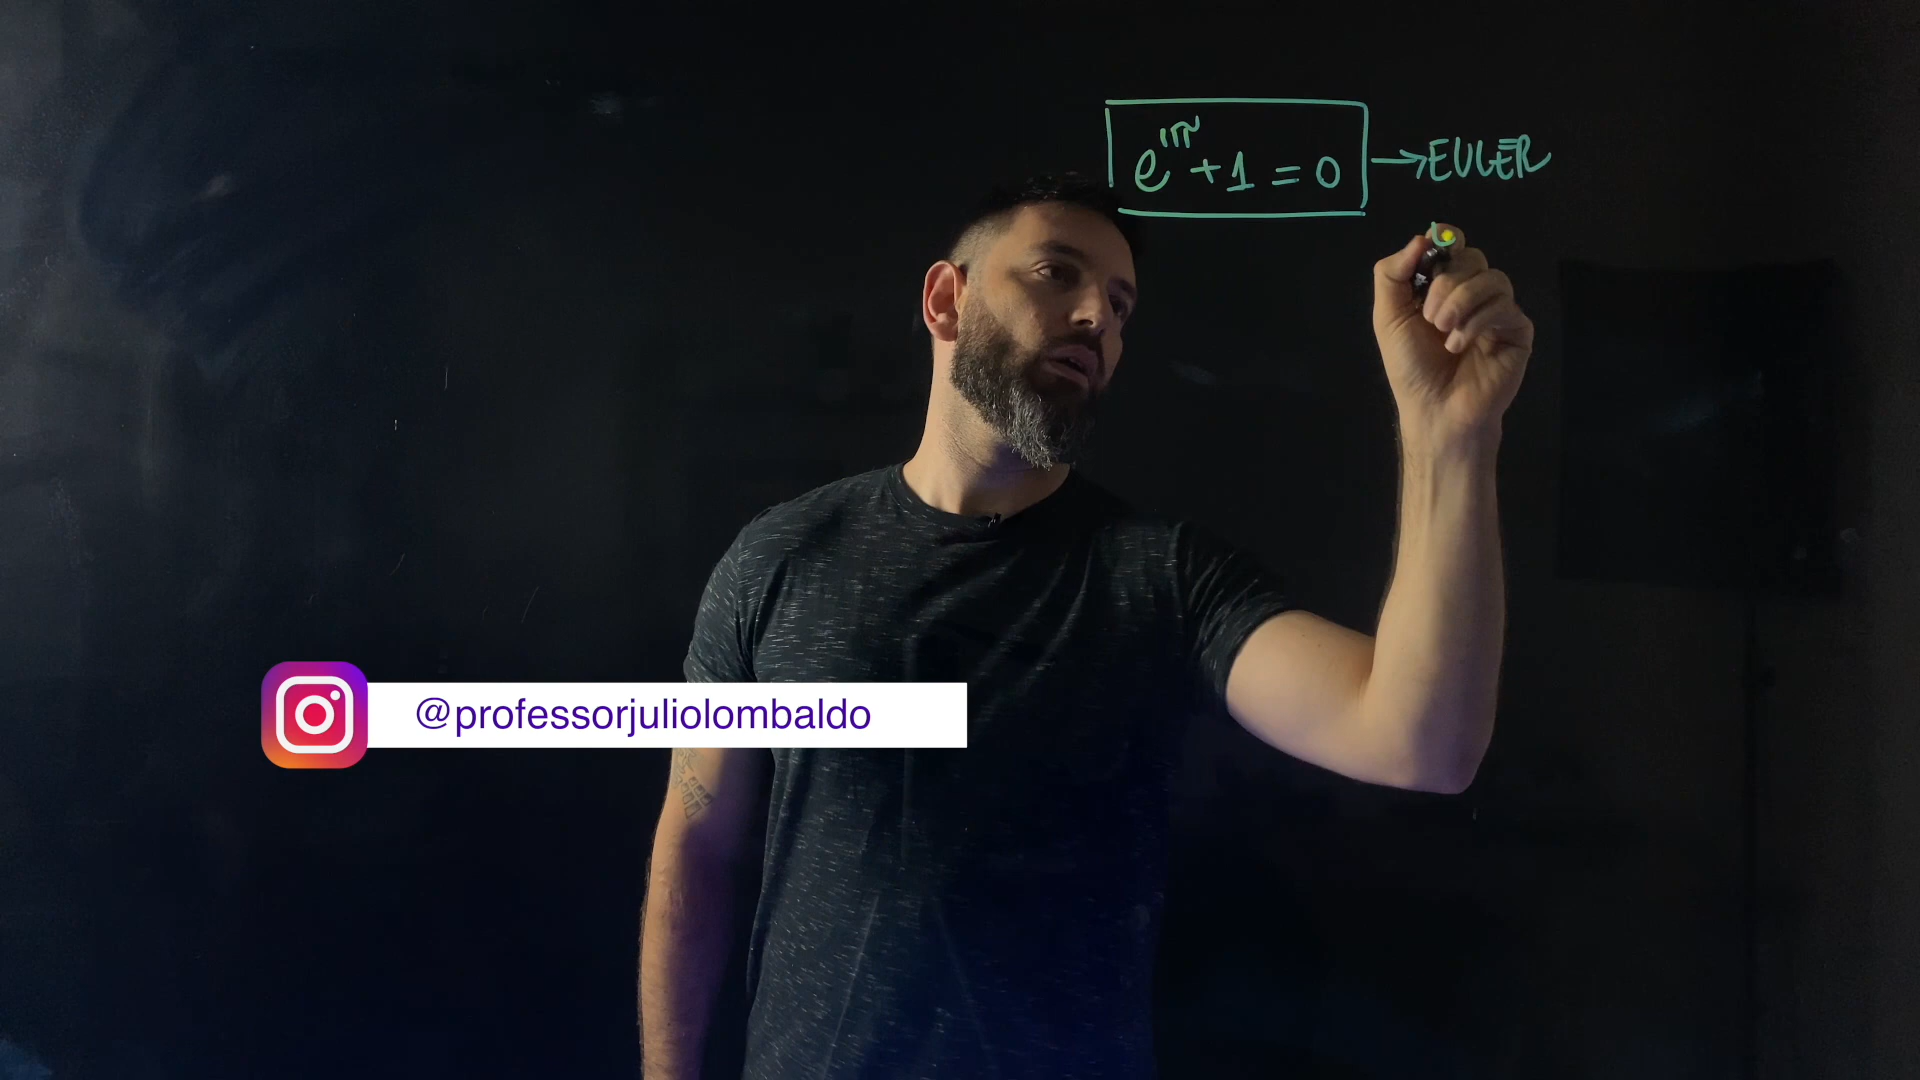 e^{iπ} + 1 = 0 → EULER
@professorjuliolombaldo